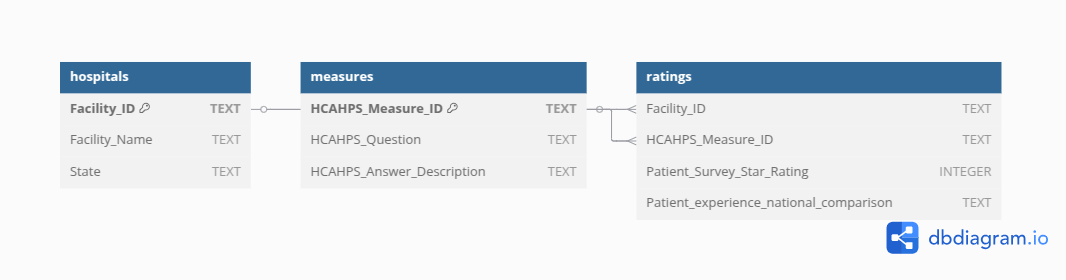 hospitals
Facility_ID TEXT
Facility_Name TEXT
State TEXT
measures
HCAHPS_Measure_ID TEXT
HCAHPS_Question TEXT
HCAHPS_Answer_Description TEXT
ratings
Facility_ID TEXT
HCAHPS_Measure_ID TEXT
Patient_Survey_Star_Rating INTEGER
Patient_experience_national_comparison TEXT
dbdiagram.io